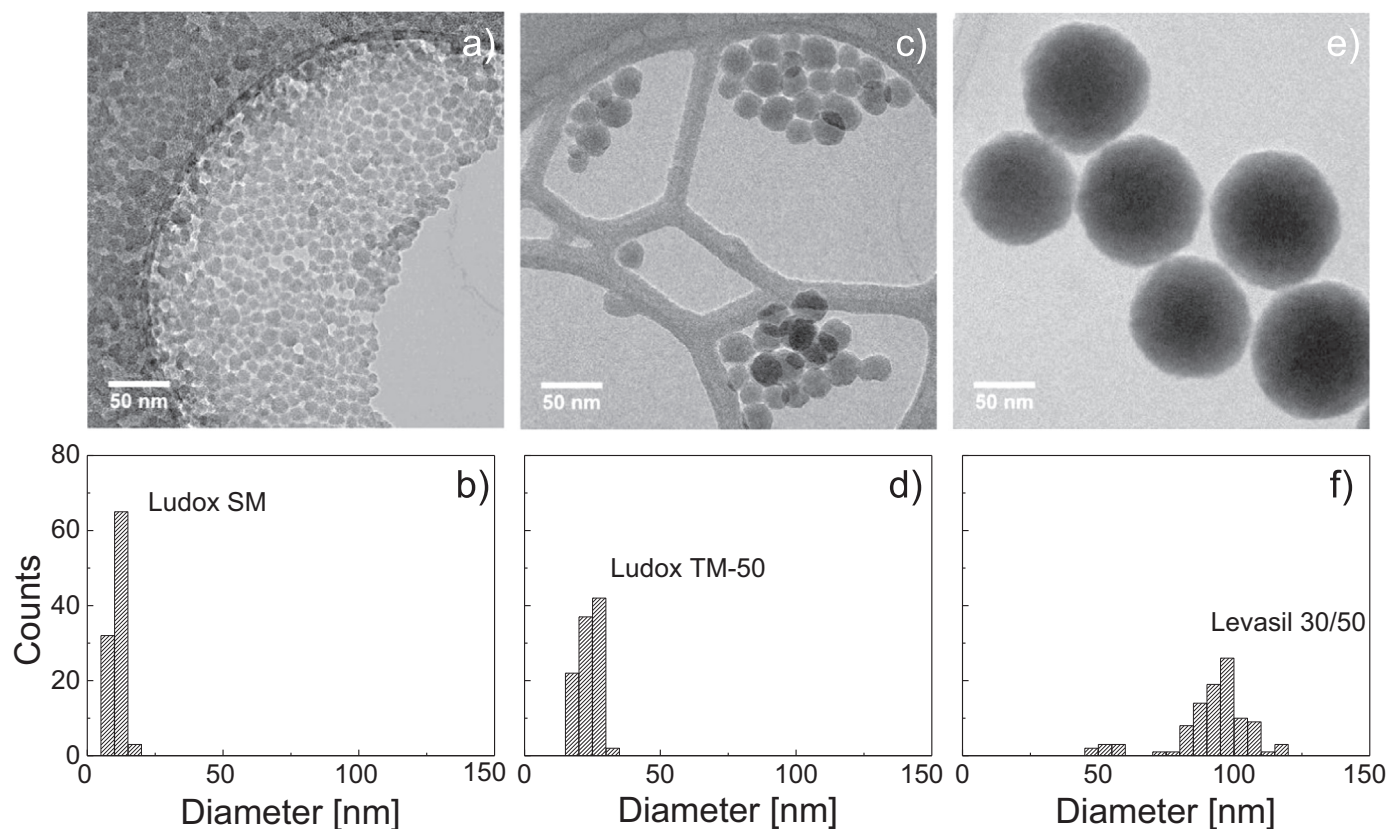 a)
c)
e)
50 nm
50 nm
50 nm
80
60
40
20
0
Counts
b)
Ludox SM
d)
Ludox TM-50
f)
Levasil 30/50
0 50 100 150
0 50 100 150
0 50 100 150
Diameter [nm]
Diameter [nm]
Diameter [nm]